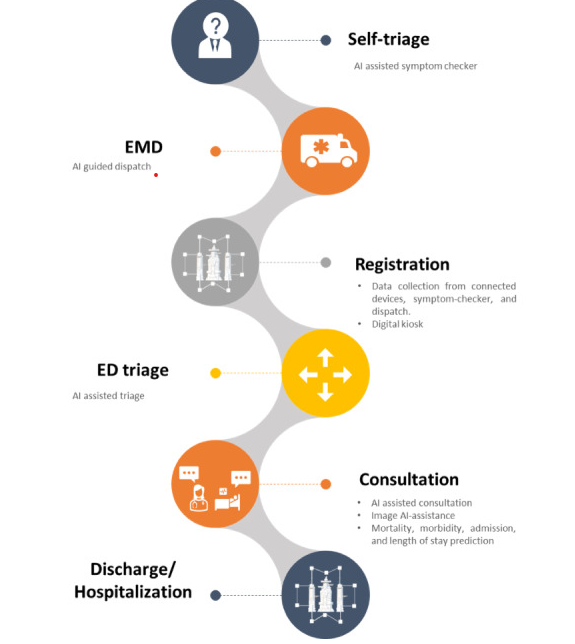 ?
Self-triage
AI assisted symptom checker
EMD
AI guided dispatch
Registration
• Data collection from connected
devices, symptom-checker, and
dispatch.
• Digital kiosk
ED triage
AI assisted triage
Consultation
• AI assisted consultation
• Image AI-assistance
• Mortality, morbidity, admission,
and length of stay prediction
Discharge/
Hospitalization